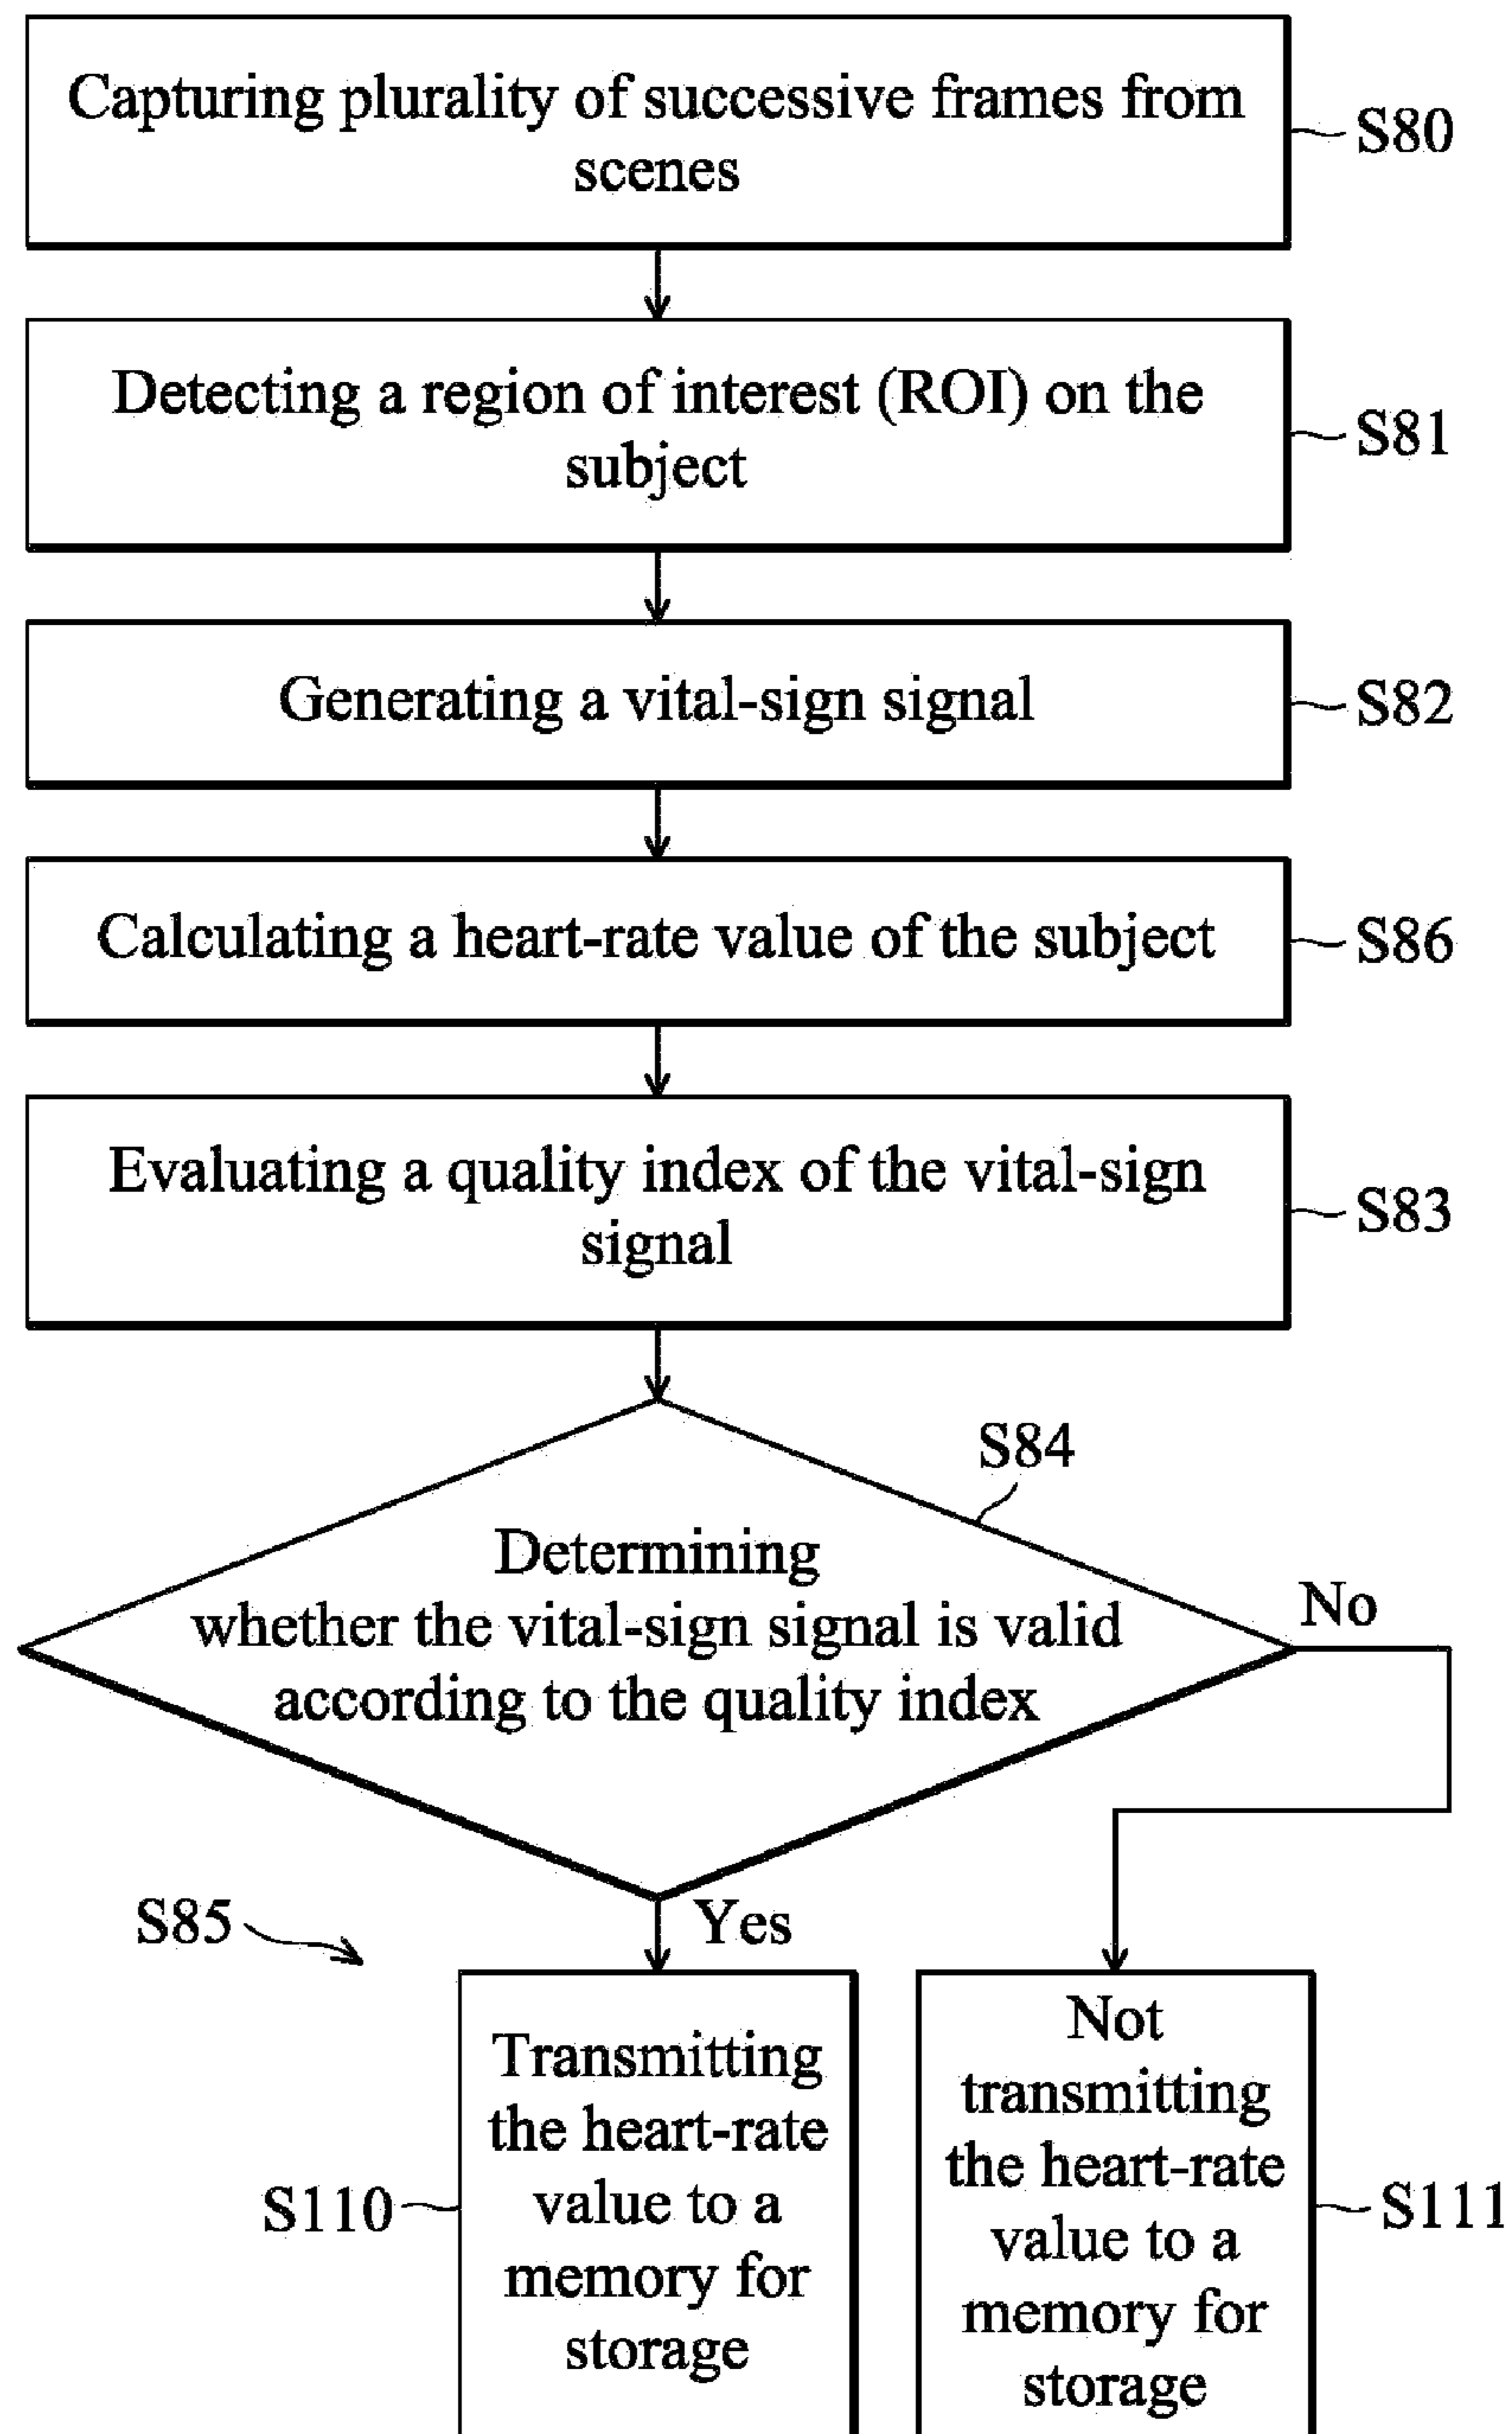 Capturing plurality of successive frames from
scenes
S80
Detecting a region of interest (ROI) on the
subject
S81
Generating a vital-sign signal
S82
Calculating a heart-rate value of the subject
S86
Evaluating a quality index of the vital-sign
signal
S83
S84
Determining
whether the vital-sign signal is valid
according to the quality index
No
S85
Yes
Transmitting
the heart-rate
value to a
memory for
storage
S110
Not
transmitting
the heart-rate
value to a
memory for
storage
S111